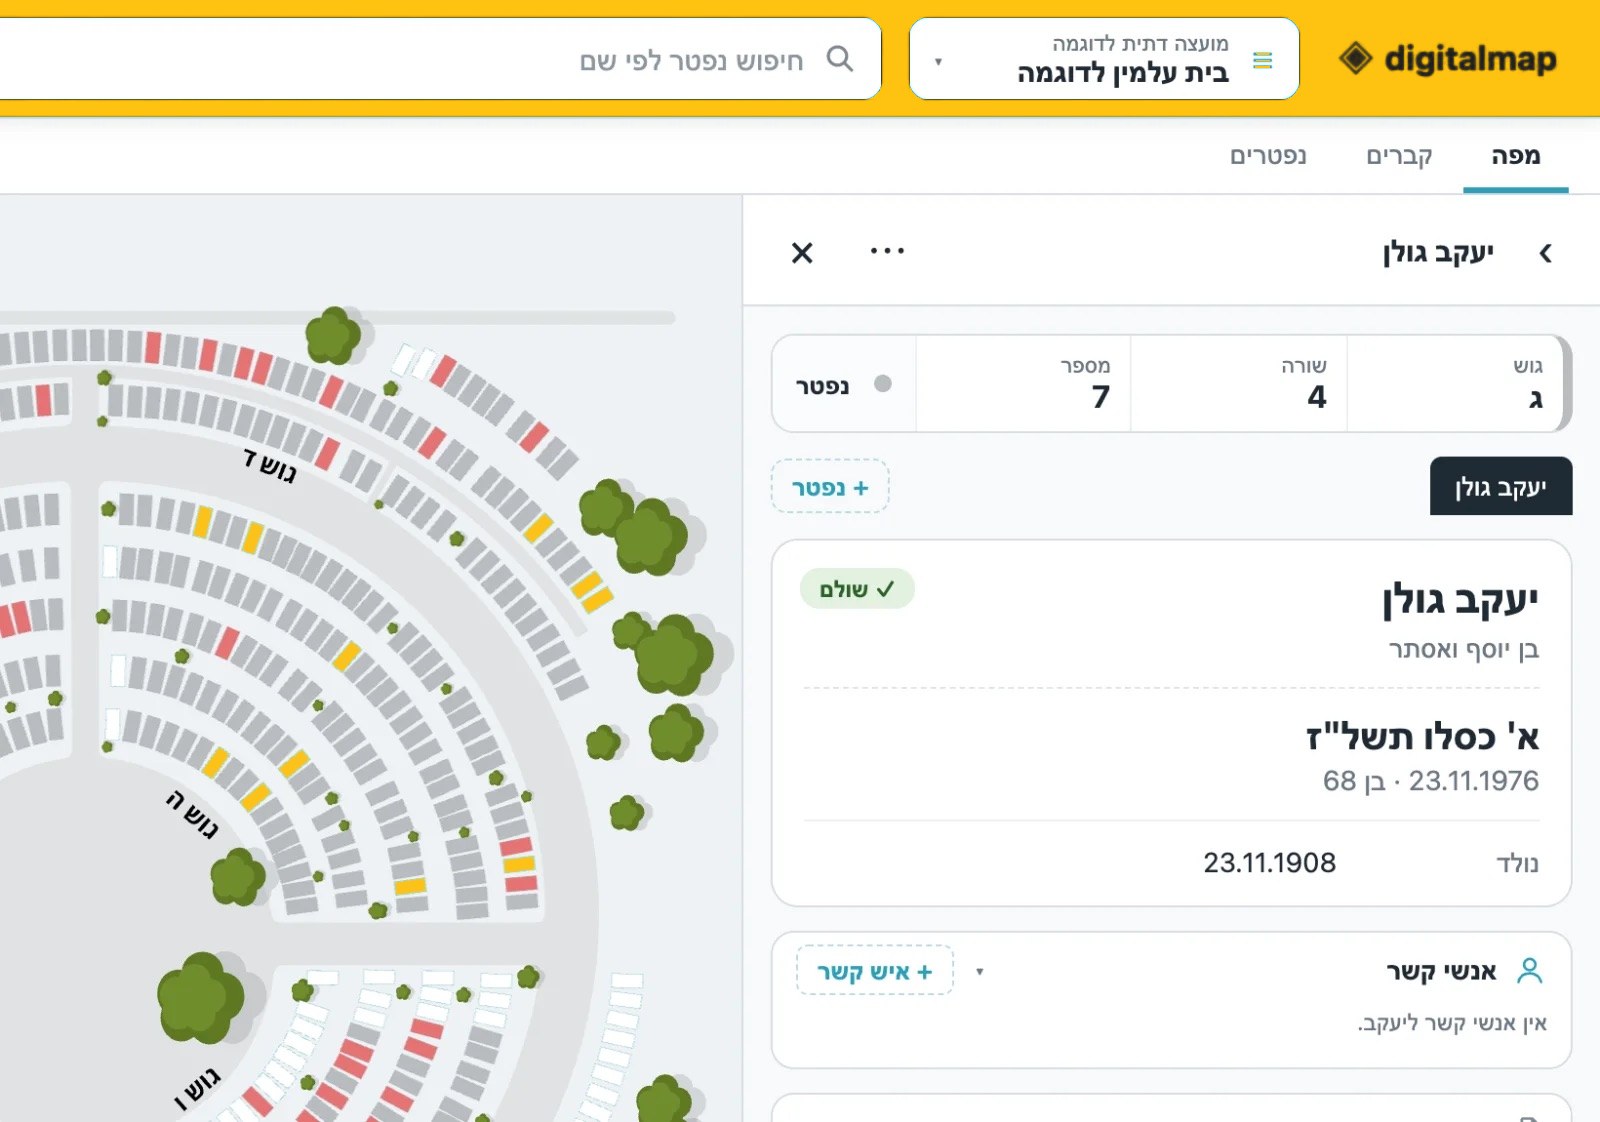 digitalmap
מועצה דתית לדוגמה
בית עלמין לדוגמה
חיפוש נפטר לפי שם
מפה
קברים
נפטרים
יעקב גולן
גוש
ג
שורה
4
מספר
7
נפטר
יעקב גולן
+ נפטר
יעקב גולן
✓ שולם
בן יוסף ואסתר
א' כסלו תשל"ז
23.11.1976 · בן 68
נולד
23.11.1908
אנשי קשר
+ איש קשר
אין אנשי קשר ליעקב.
גוש ד
גוש ה
גוש ו